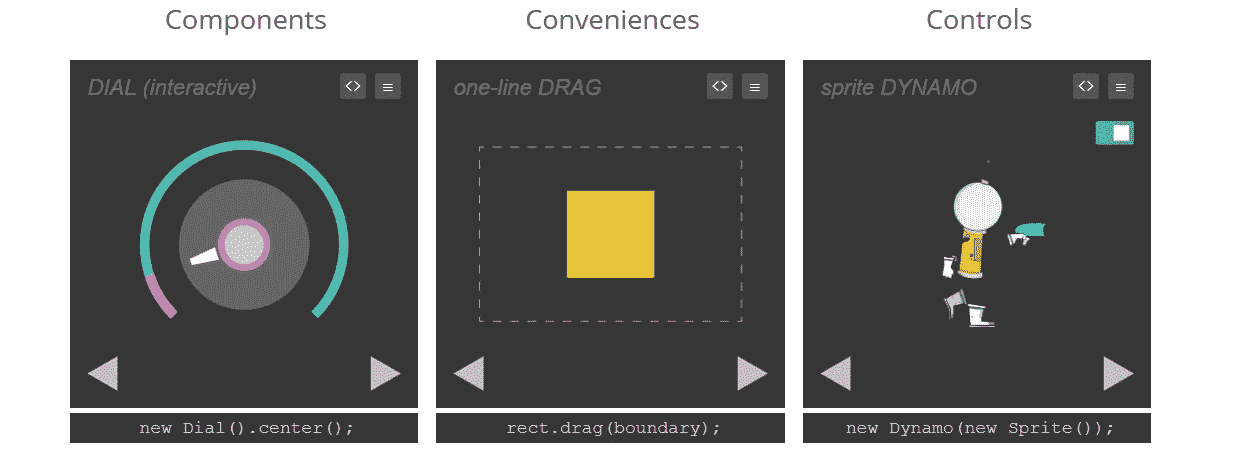 Components
Conveniences
Controls
DIAL (interactive)
<>
one-line DRAG
<>
sprite DYNAMO
<>
new Dial().center();
rect.drag(boundary);
new Dynamo(new Sprite());